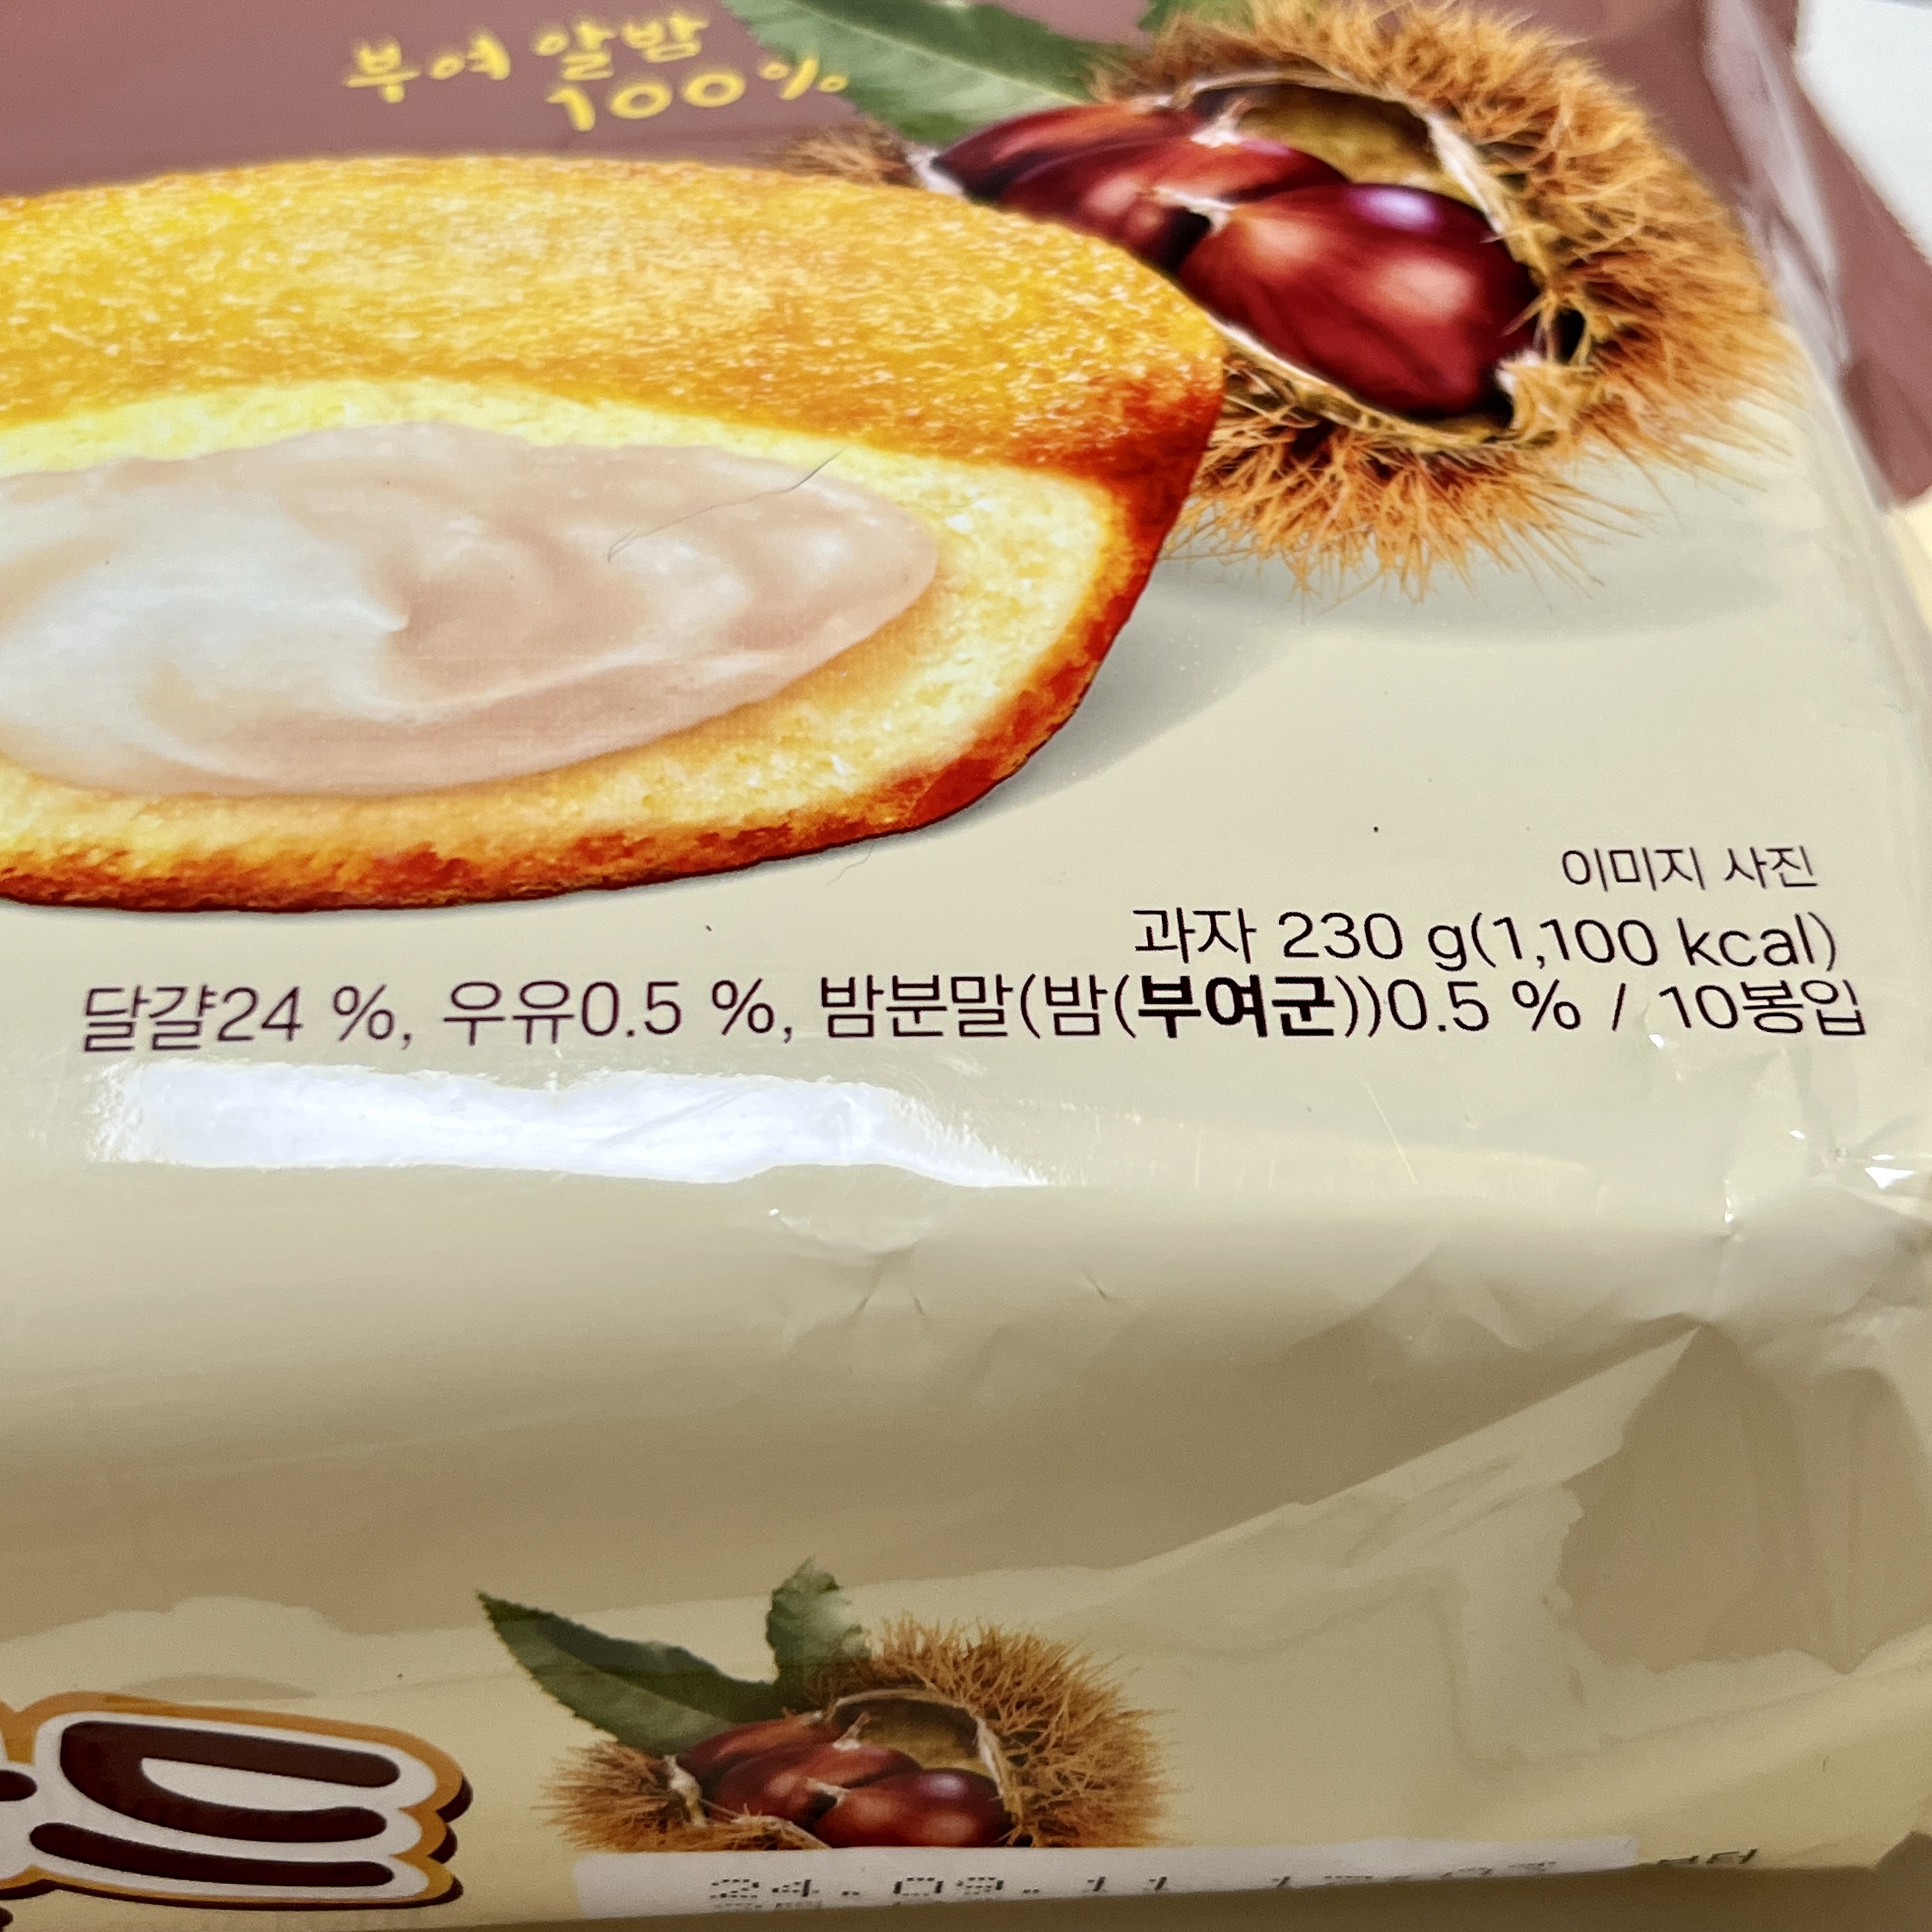 부여 알밤
100%
이미지 사진
과자 230 g(1,100 kcal)
달걀24 %, 우유0.5 %, 밤분말(밤(부여군))0.5 % / 10봉입
드